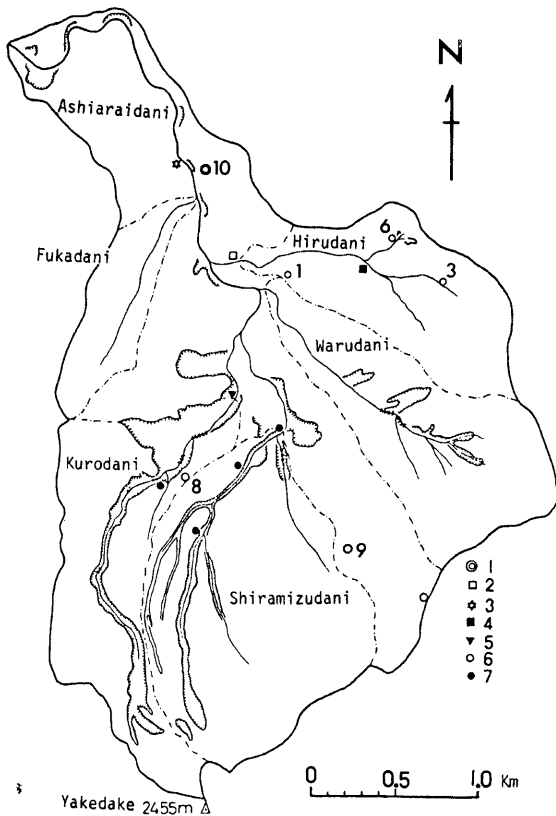 N
Ashiaraidani
10
Hirudani
6
Fukadani
1
3
Warudani
Kurodani
8
9
Shiramizudani
1
2
3
4
5
6
7
0 0.5 1.0 Km
Yakedake 2455m